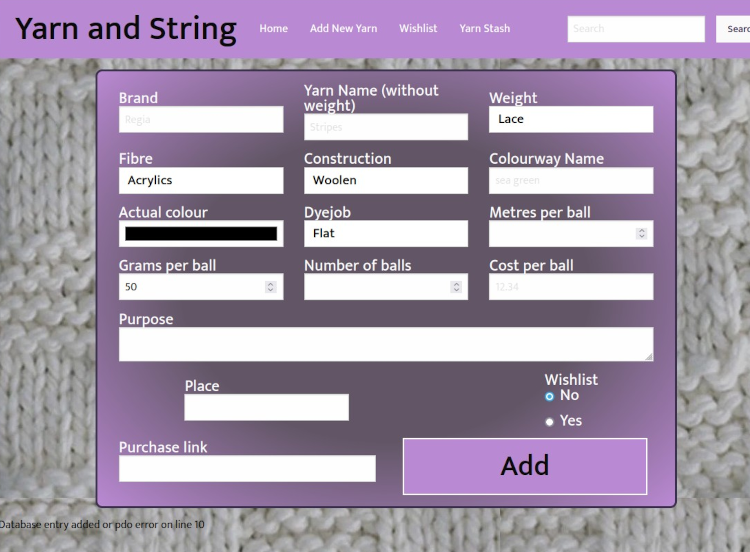 Yarn and String
Home Add New Yarn Wishlist Yarn Stash Search Searc
Brand Yarn Name (without weight) Weight
Regia Stripes Lace
Fibre Construction Colourway Name
Acrylics Woolen sea green
Actual colour Dyejob Metres per ball
Flat
Grams per ball Number of balls Cost per ball
50 12.34
Purpose
Place Wishlist
No
Yes
Purchase link
Add
Database entry added or pdo error on line 10